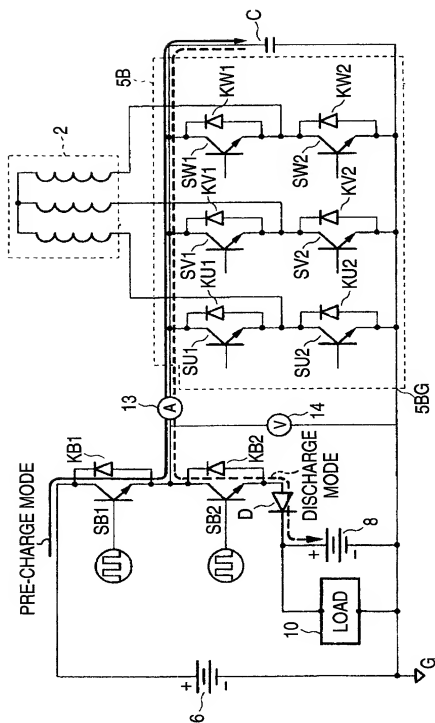 PRE-CHARGE MODE
2
5B
C
SB1
KB1
13
A
SU1
KU1
SV1
KV1
SW1
KW1
SB2
KB2
SU2
KU2
SV2
KV2
SW2
KW2
6
+
-
D
DISCHARGE
MODE
14
V
5BG
10
LOAD
+
-
8
G